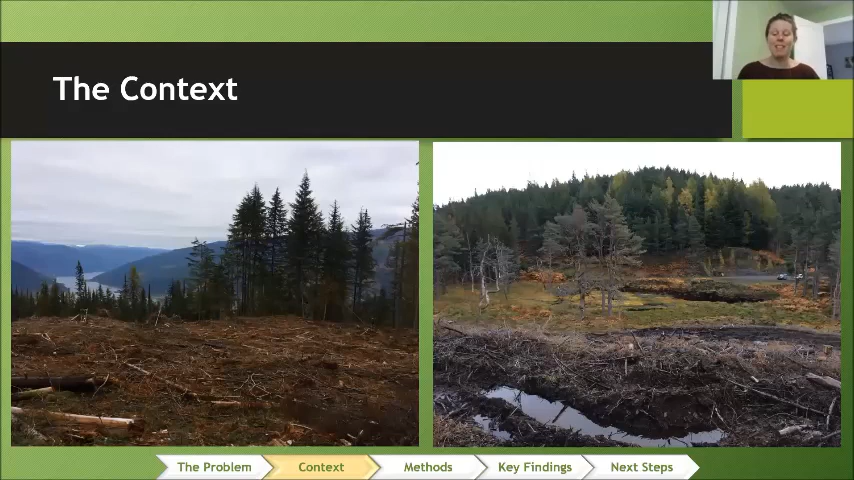 The Context
The Problem
Context
Methods
Key Findings
Next Steps